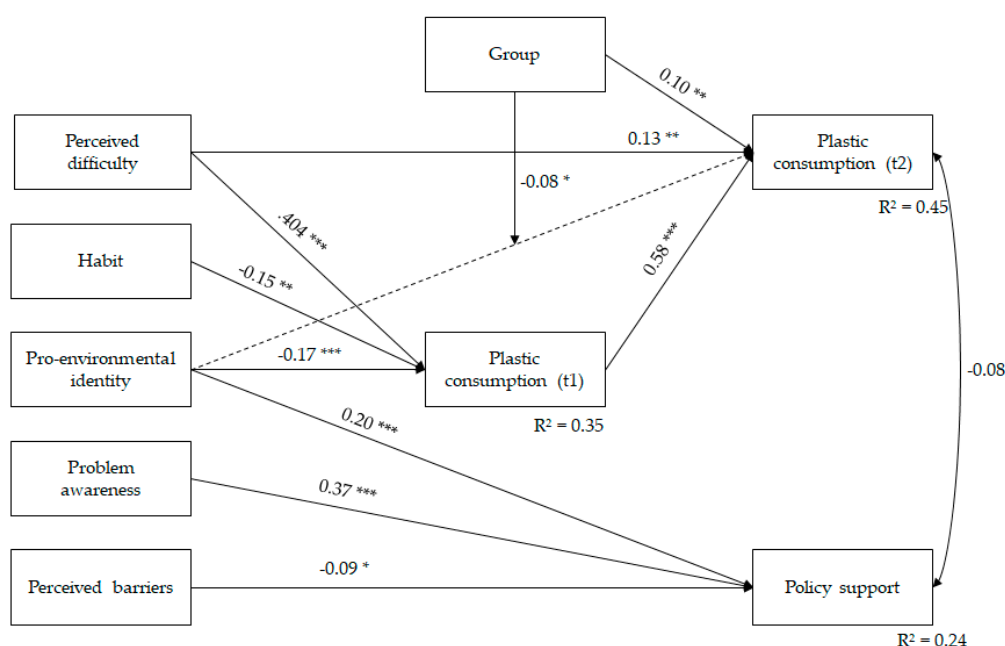 Group
0.10 **
Perceived
difficulty
0.13 **
Plastic
consumption (t2)
R² = 0.45
-0.08 *
.404 ***
Habit
-0.15 **
0.58 ***
Pro-environmental
identity
-0.17 ***
Plastic
consumption (t1)
R² = 0.35
-0.08
0.20 ***
Problem
awareness
0.37 ***
Perceived barriers
-0.09 *
Policy support
R² = 0.24